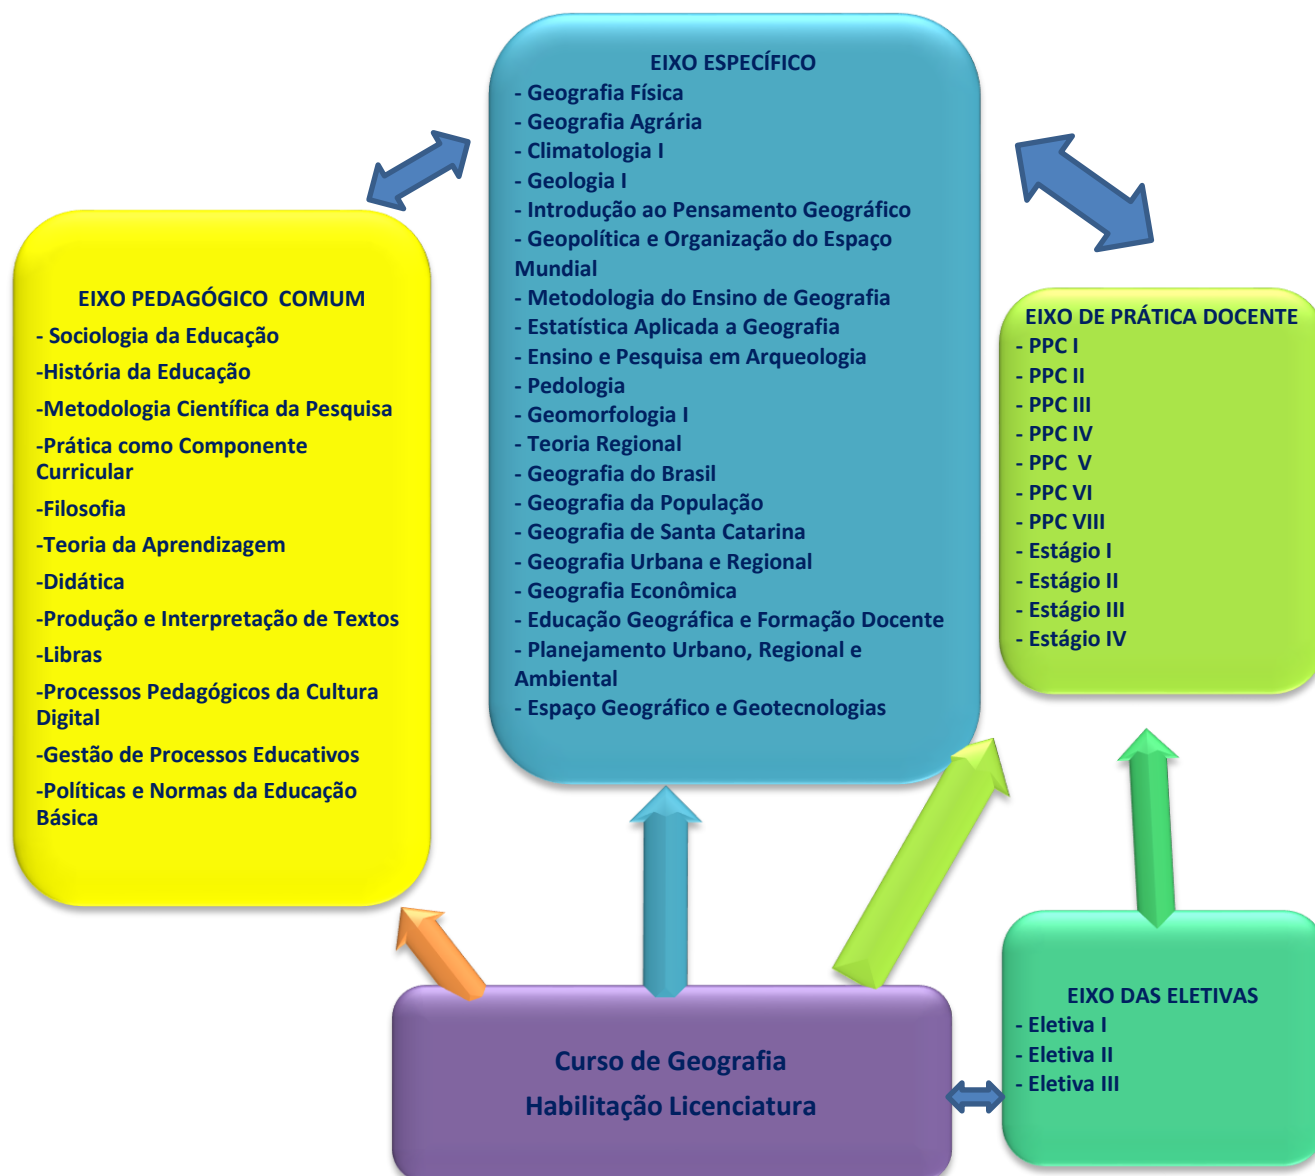 EIXO ESPECÍFICO
- Geografia Física
- Geografia Agrária
- Climatologia I
- Geologia I
- Introdução ao Pensamento Geográfico
- Geopolítica e Organização do Espaço
Mundial
- Metodologia do Ensino de Geografia
- Estatística Aplicada a Geografia
- Ensino e Pesquisa em Arqueologia
- Pedologia
- Geomorfologia I
- Teoria Regional
- Geografia do Brasil
- Geografia da População
- Geografia de Santa Catarina
- Geografia Urbana e Regional
- Geografia Econômica
- Educação Geográfica e Formação Docente
- Planejamento Urbano, Regional e
Ambiental
- Espaço Geográfico e Geotecnologias
EIXO PEDAGÓGICO COMUM
- Sociologia da Educação
-História da Educação
-Metodologia Científica da Pesquisa
-Prática como Componente
Curricular
-Filosofia
-Teoria da Aprendizagem
-Didática
-Produção e Interpretação de Textos
-Libras
-Processos Pedagógicos da Cultura
Digital
-Gestão de Processos Educativos
-Políticas e Normas da Educação
Básica
EIXO DE PRÁTICA DOCENTE
- PPC I
- PPC II
- PPC III
- PPC IV
- PPC V
- PPC VI
- PPC VIII
- Estágio I
- Estágio II
- Estágio III
- Estágio IV
EIXO DAS ELETIVAS
- Eletiva I
- Eletiva II
- Eletiva III
Curso de Geografia
Habilitação Licenciatura